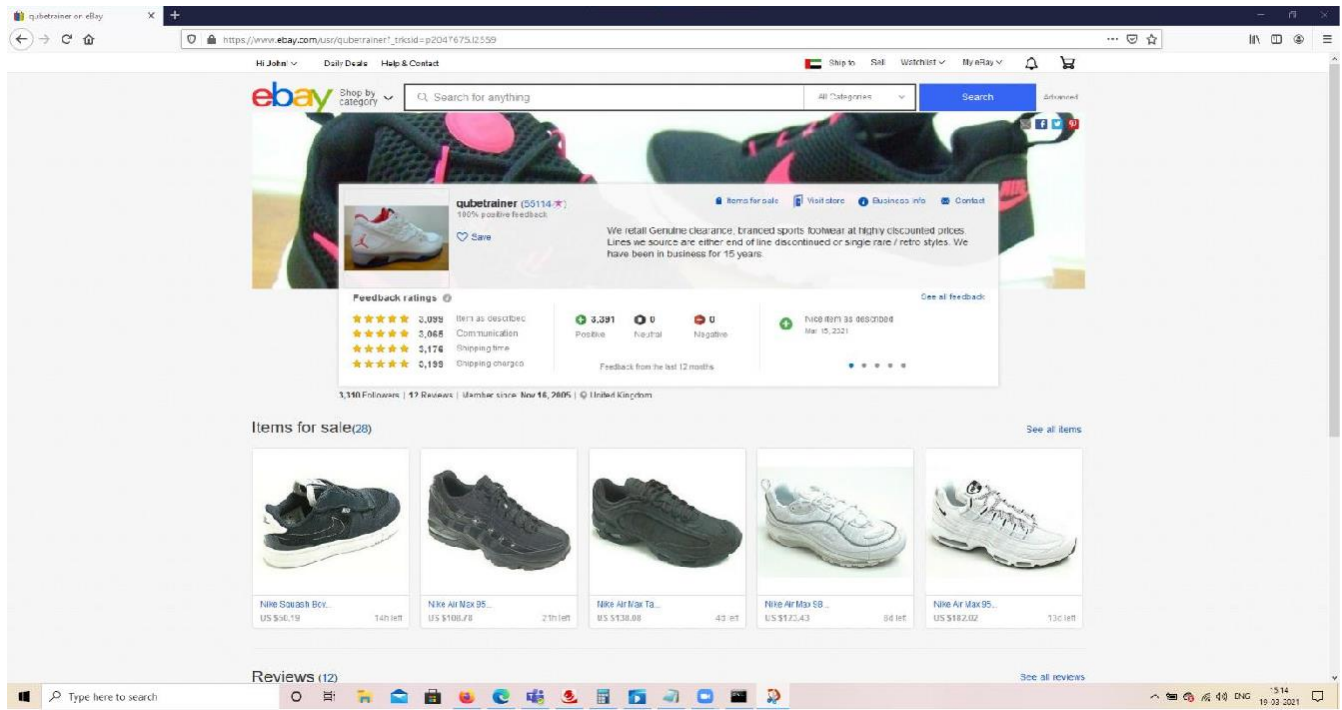 qubetrainer on eBay
https://www.ebay.com/usr/qubetrainer?_trksid=p2047675.l2559
Hi John! Daily Deals Help & Contact
Ship to Sell Watchlist My eBay
ebay Shop by category Search for anything All Categories Search Advanced
qubetrainer (55114)
100% positive feedback
Save
Items for sale Visit store Business info Contact
We retail Genuine clearance, branced sports footwear at highly discounted prices.
Lines we source are either end of line discontinued or single rare / retro styles. We
have been in business for 15 years.
Feedback ratings See all feedback
3,099 Item as described
3,065 Communication
3,176 Shipping time
3,199 Shipping charges
3,391 0 0
Positive Neutral Negative
Feedback from the last 12 months
Nice item as described
Mar 15, 2021
3,310 Followers | 12 Reviews | Member since: Nov 16, 2005 | United Kingdom
Items for sale(28) See all items
Nike Squash Boy...
14h left
Nike Air Max 95...
US $108.78 21h left
Nike Air Max Ta...
US $138.08 4d left
Nike Air Max 98...
US $123.43 6d left
Nike Air Max 95...
US $182.02 13d left
Reviews (12) See all reviews
Type here to search
ENG
15:14
19-03-2021